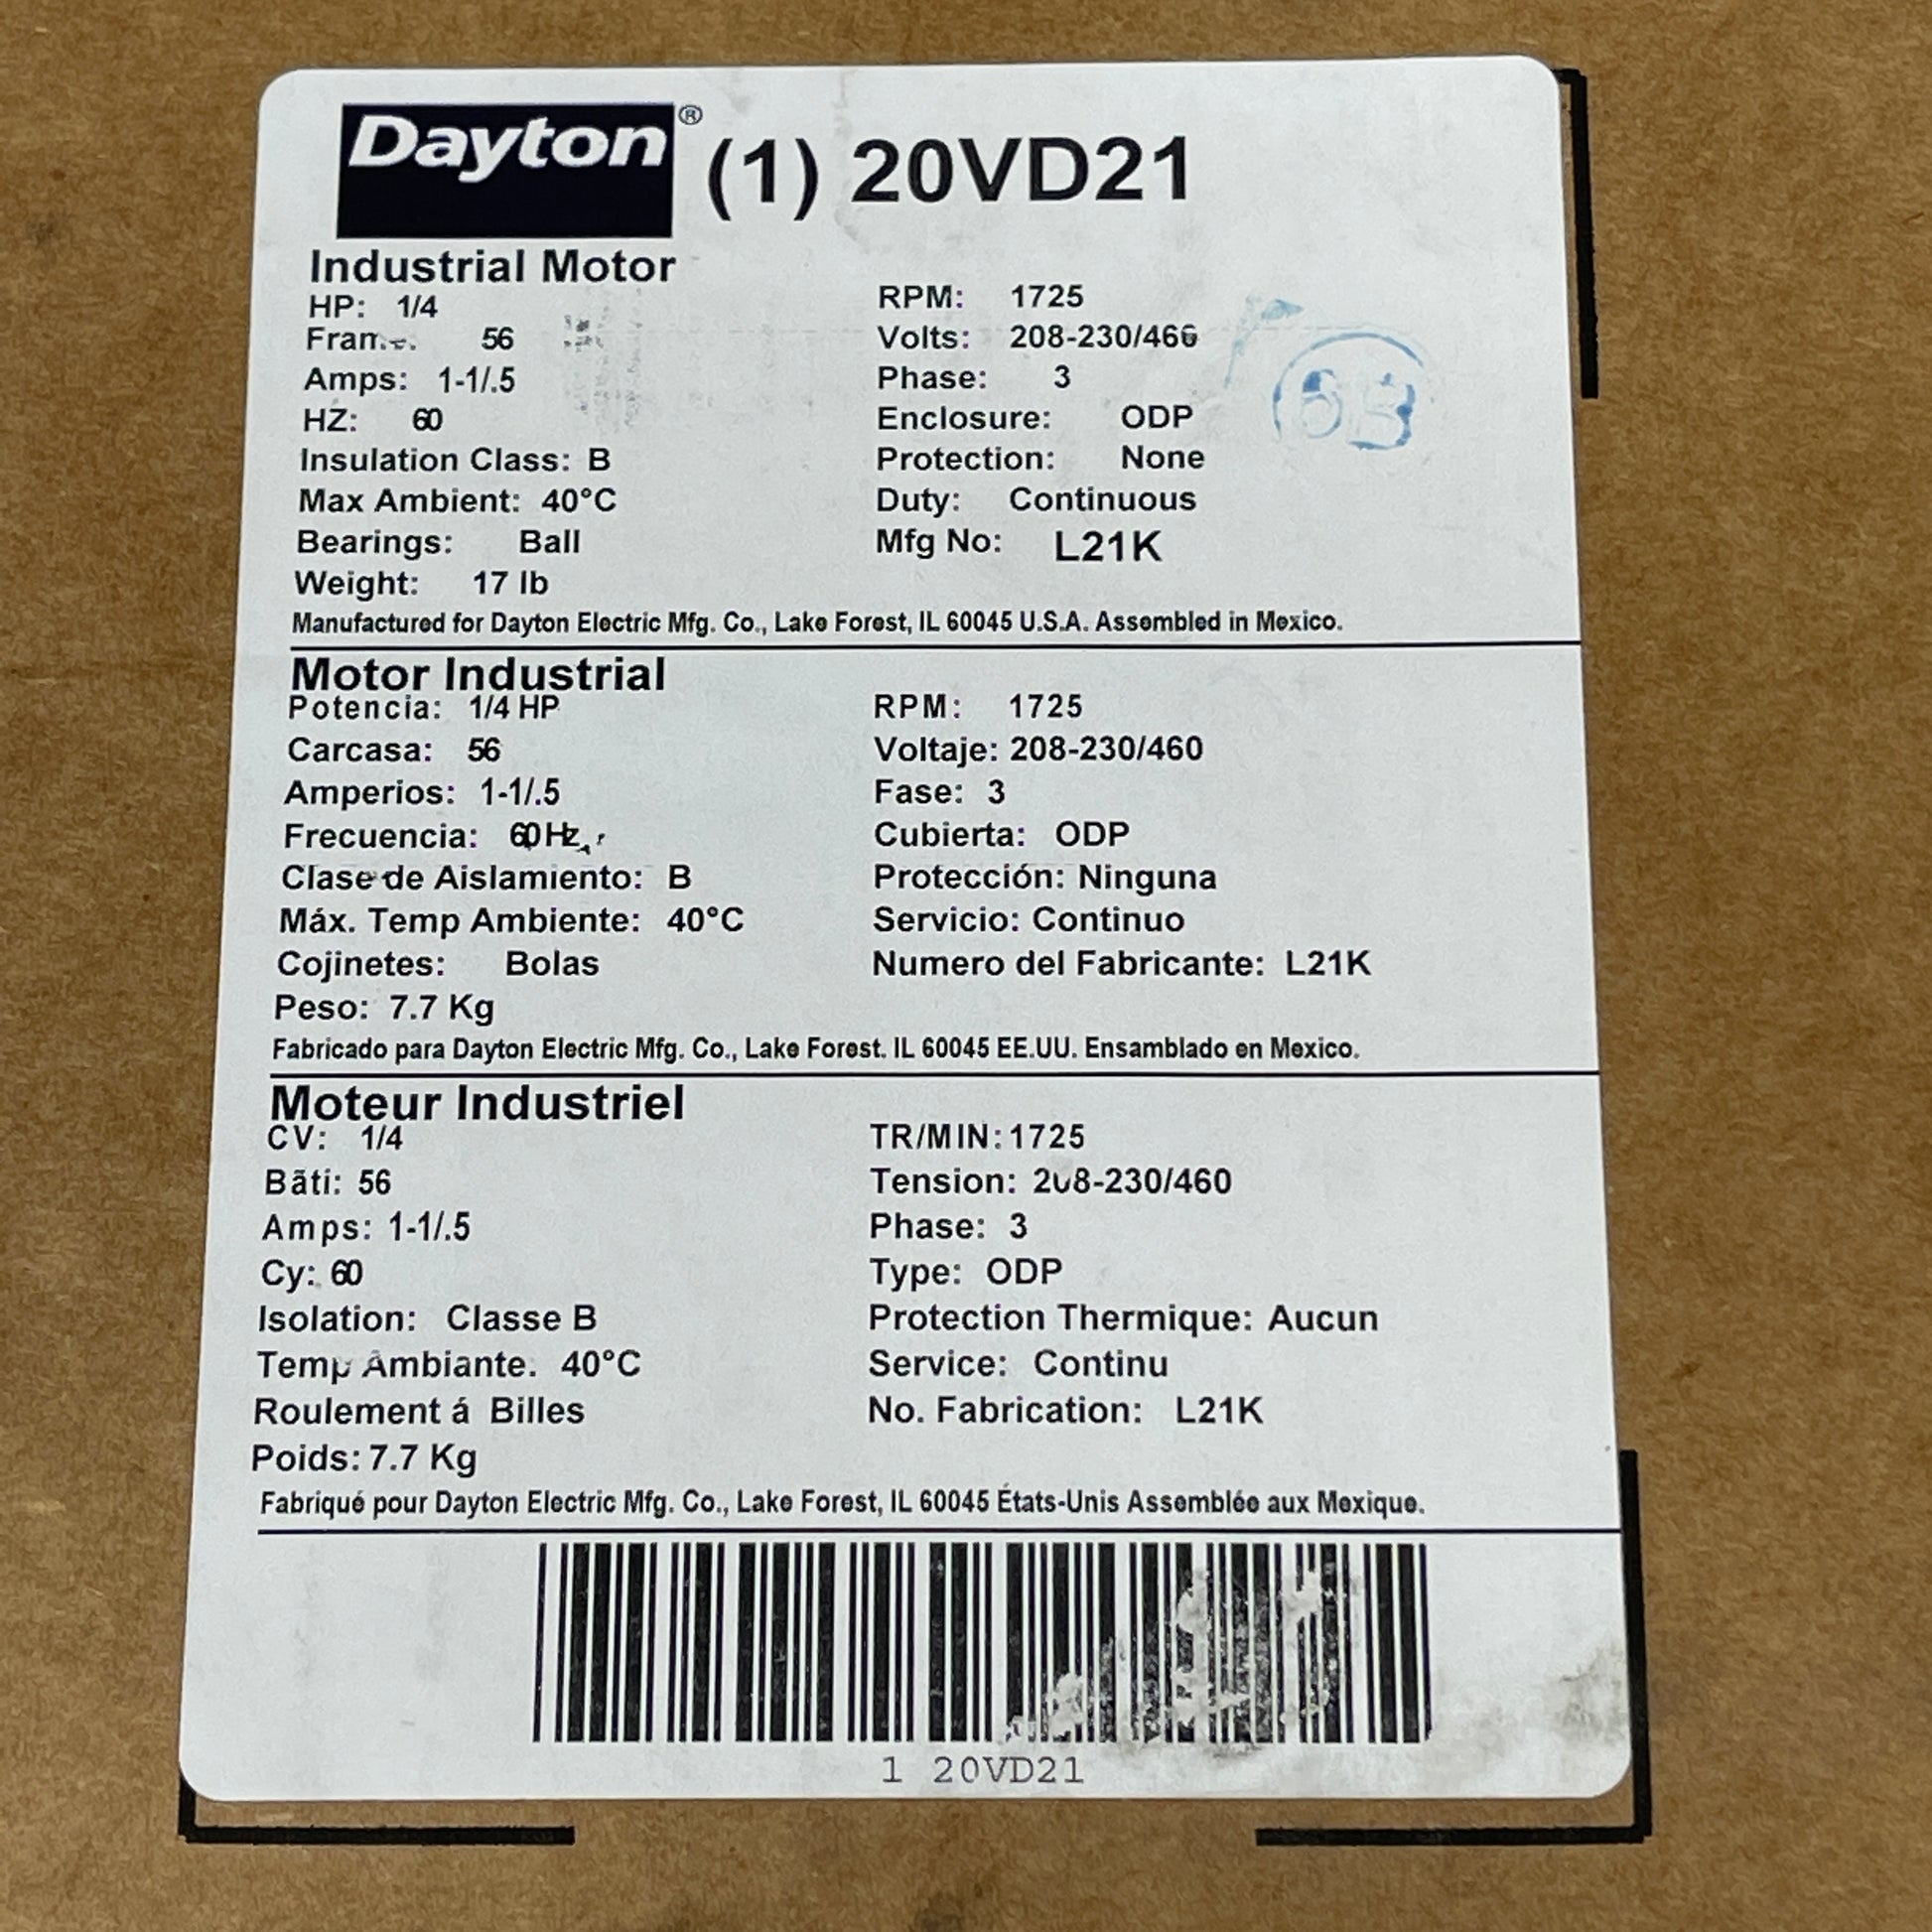 Dayton® (1) 20VD21
Industrial Motor
HP: 1/4 RPM: 1725
Frame: 56 Volts: 208-230/460
Amps: 1-1/.5 Phase: 3
HZ: 60 Enclosure: ODP
Insulation Class: B Protection: None
Max Ambient: 40°C Duty: Continuous
Bearings: Ball Mfg No: L21K
Weight: 17 lb
Manufactured for Dayton Electric Mfg. Co., Lake Forest, IL 60045 U.S.A. Assembled in Mexico.
Motor Industrial
Potencia: 1/4 HP RPM: 1725
Carcasa: 56 Voltaje: 208-230/460
Amperios: 1-1/.5 Fase: 3
Frecuencia: 60 Hz Cubierta: ODP
Clase de Aislamiento: B Protección: Ninguna
Máx. Temp Ambiente: 40°C Servicio: Continuo
Cojinetes: Bolas Numero del Fabricante: L21K
Peso: 7.7 Kg
Fabricado para Dayton Electric Mfg. Co., Lake Forest. IL 60045 EE.UU. Ensamblado en Mexico.
Moteur Industriel
CV: 1/4 TR/MIN: 1725
Bãti: 56 Tension: 208-230/460
Amps: 1-1/.5 Phase: 3
Cy: 60 Type: ODP
Isolation: Classe B Protection Thermique: Aucun
Temp Ambiante: 40°C Service: Continu
Roulement á Billes No. Fabrication: L21K
Poids: 7.7 Kg
Fabriqué pour Dayton Electric Mfg. Co., Lake Forest, IL 60045 États-Unis Assemblée aux Mexique.
1 20VD21